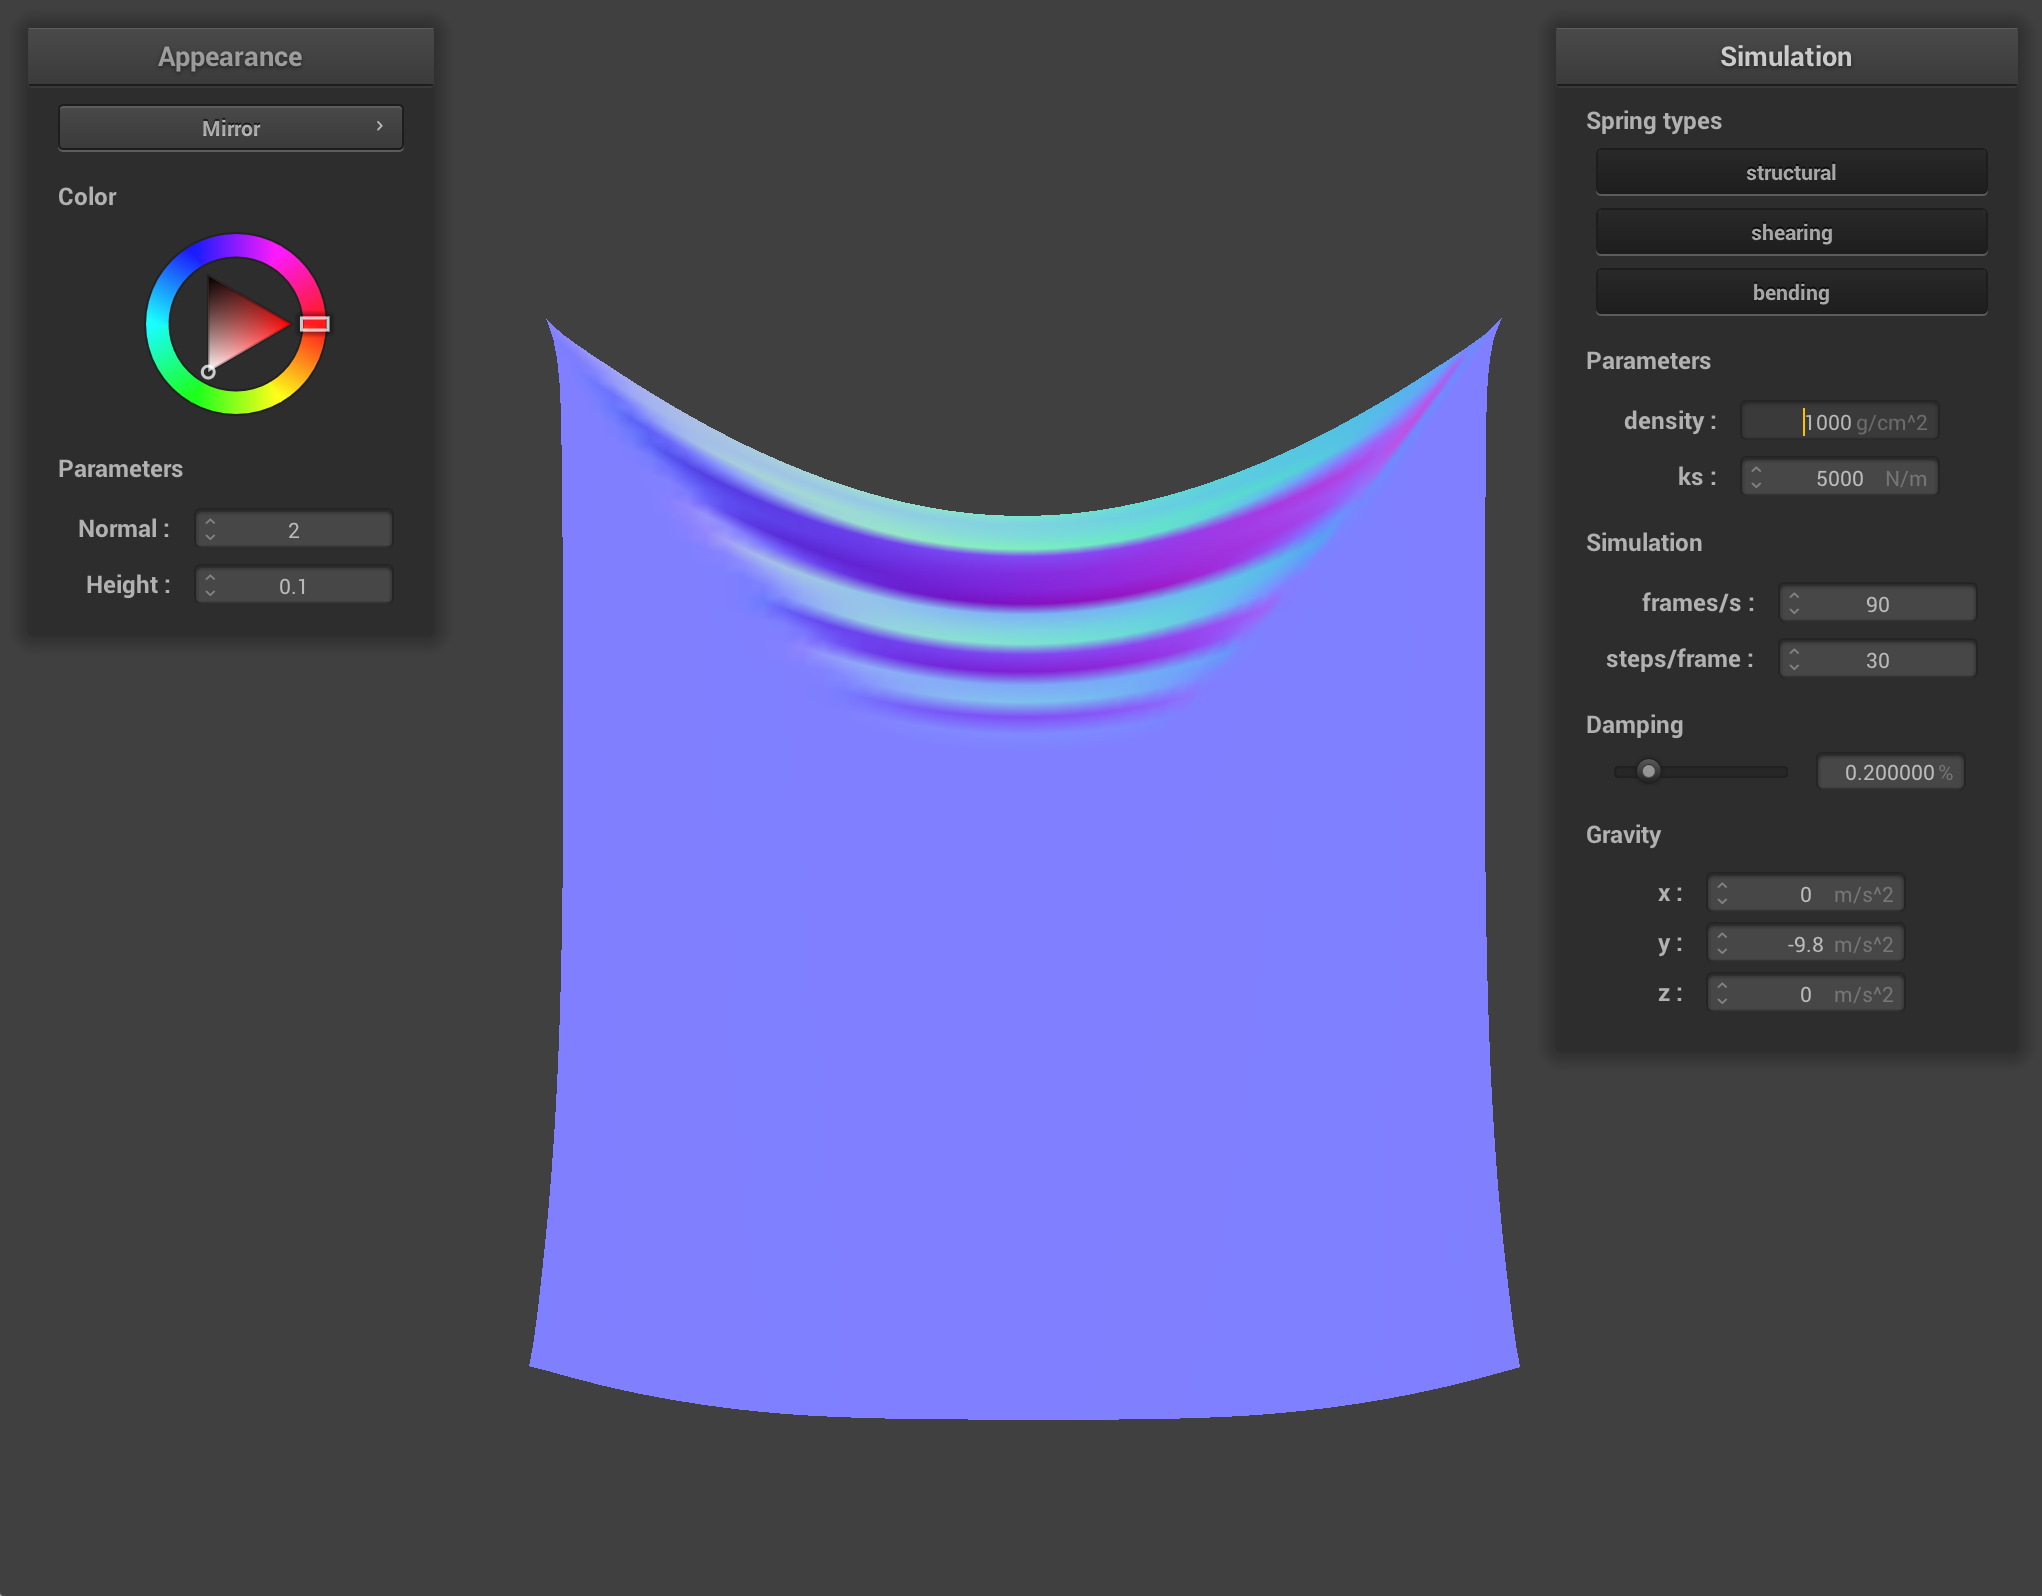 Appearance
Mirror
Color
Parameters
Normal : 2
Height : 0.1
Simulation
Spring types
structural
shearing
bending
Parameters
density : 1000 g/cm^2
ks : 5000 N/m
Simulation
frames/s : 90
steps/frame : 30
Damping
0.200000 %
Gravity
x : 0 m/s^2
y : -9.8 m/s^2
z : 0 m/s^2